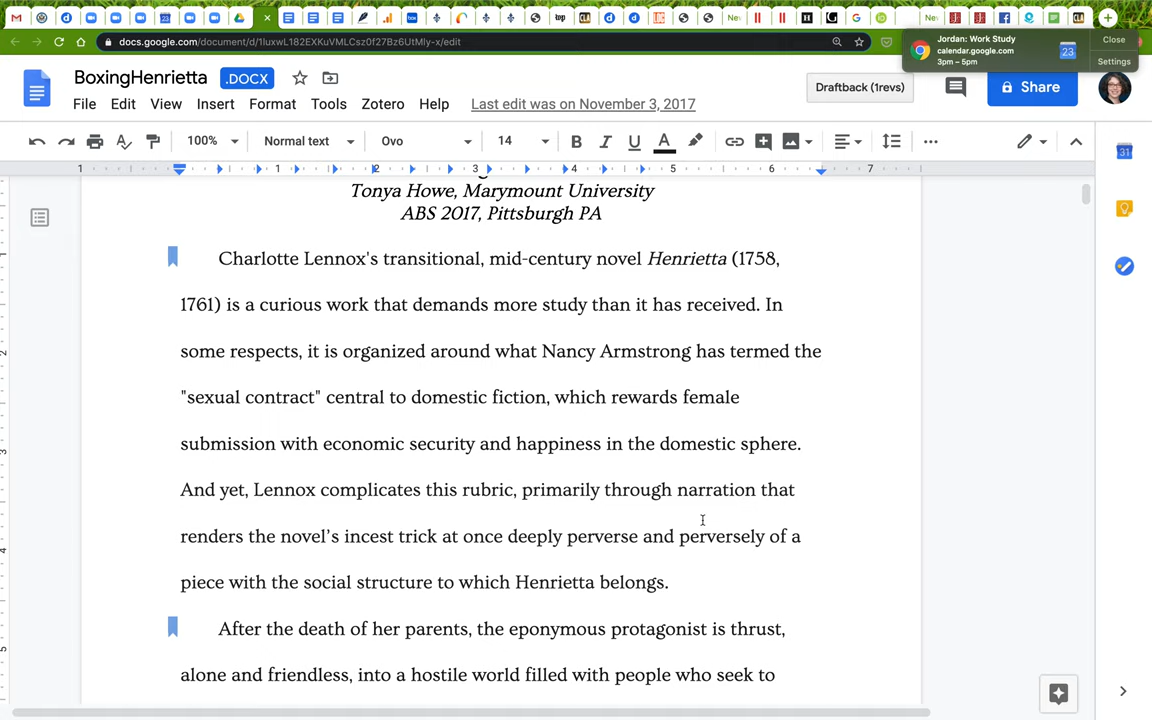 docs.google.com/document/d/1luxwL182EXKuVMLCsz0f27Bz6UtMly-x/edit
Jordan: Work Study
calendar.google.com
3pm – 5pm
Close
Settings
BoxingHenrietta .DOCX
File Edit View Insert Format Tools Zotero Help Last edit was on November 3, 2017
Draftback (1revs)
Share
100% Normal text Ovo 14 B I U A
1 1 2 3 4 5 6 7
Tonya Howe, Marymount University
ABS 2017, Pittsburgh PA
Charlotte Lennox's transitional, mid-century novel Henrietta (1758,
1761) is a curious work that demands more study than it has received. In
some respects, it is organized around what Nancy Armstrong has termed the
"sexual contract" central to domestic fiction, which rewards female
submission with economic security and happiness in the domestic sphere.
And yet, Lennox complicates this rubric, primarily through narration that
renders the novel’s incest trick at once deeply perverse and perversely of a
piece with the social structure to which Henrietta belongs.
After the death of her parents, the eponymous protagonist is thrust,
alone and friendless, into a hostile world filled with people who seek to